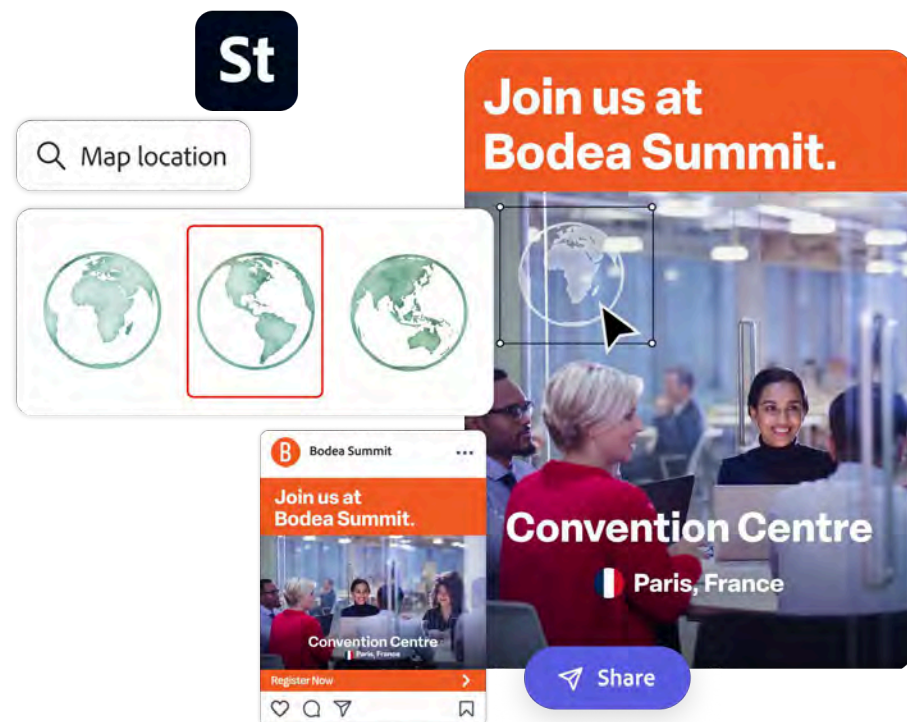 St
Map location
Join us at
Bodea Summit.
Convention Centre
Paris, France
Share
B
Bodea Summit
Join us at
Bodea Summit.
Convention Centre
Paris, France
Register Now